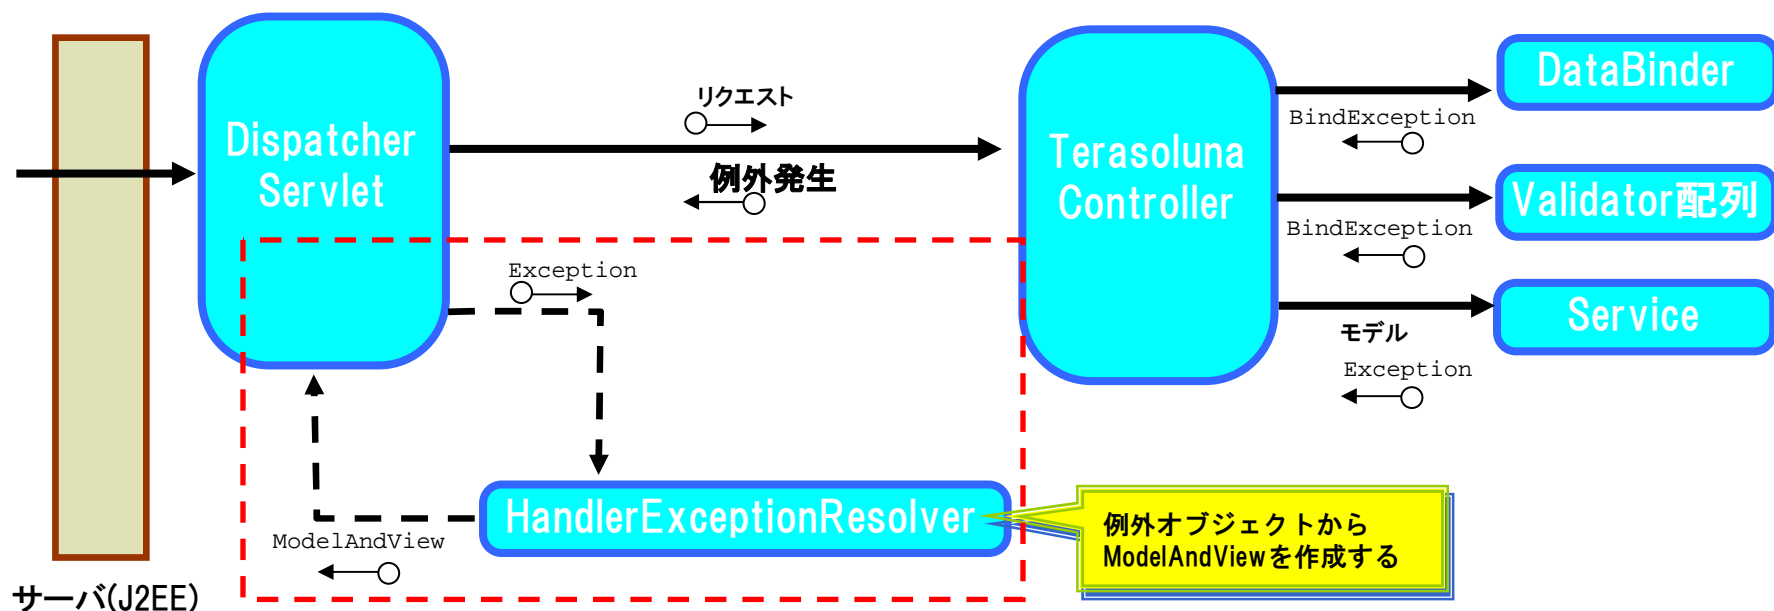 Dispatcher
Servlet
リクエスト
例外発生
Terasoluna
Controller
DataBinder
BindException
Validator配列
BindException
Service
モデル
Exception
Exception
HandlerExceptionResolver
ModelAndView
例外オブジェクトから
ModelAndViewを作成する
サーバ(J2EE)